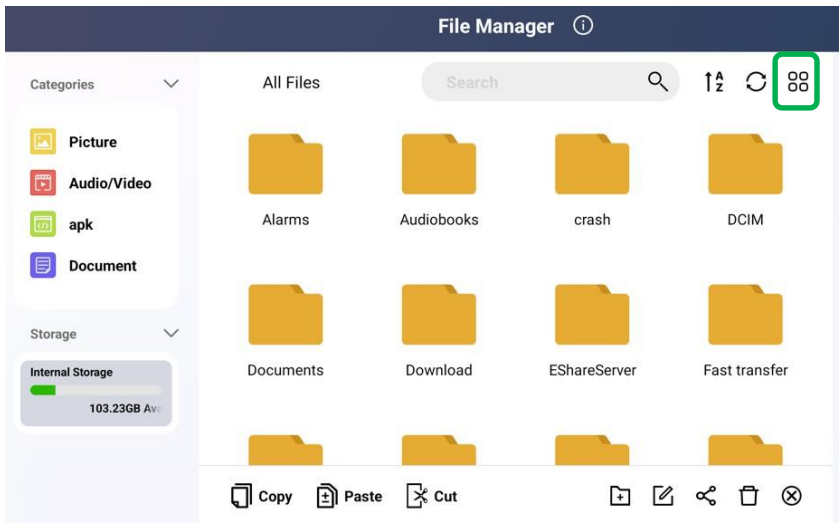 File Manager
Categories
All Files
Search
Picture
Audio/Video
apk
Document
Alarms
Audiobooks
crash
DCIM
Storage
Internal Storage
103.23GB
Documents
Download
EShareServer
Fast transfer
Copy
Paste
Cut